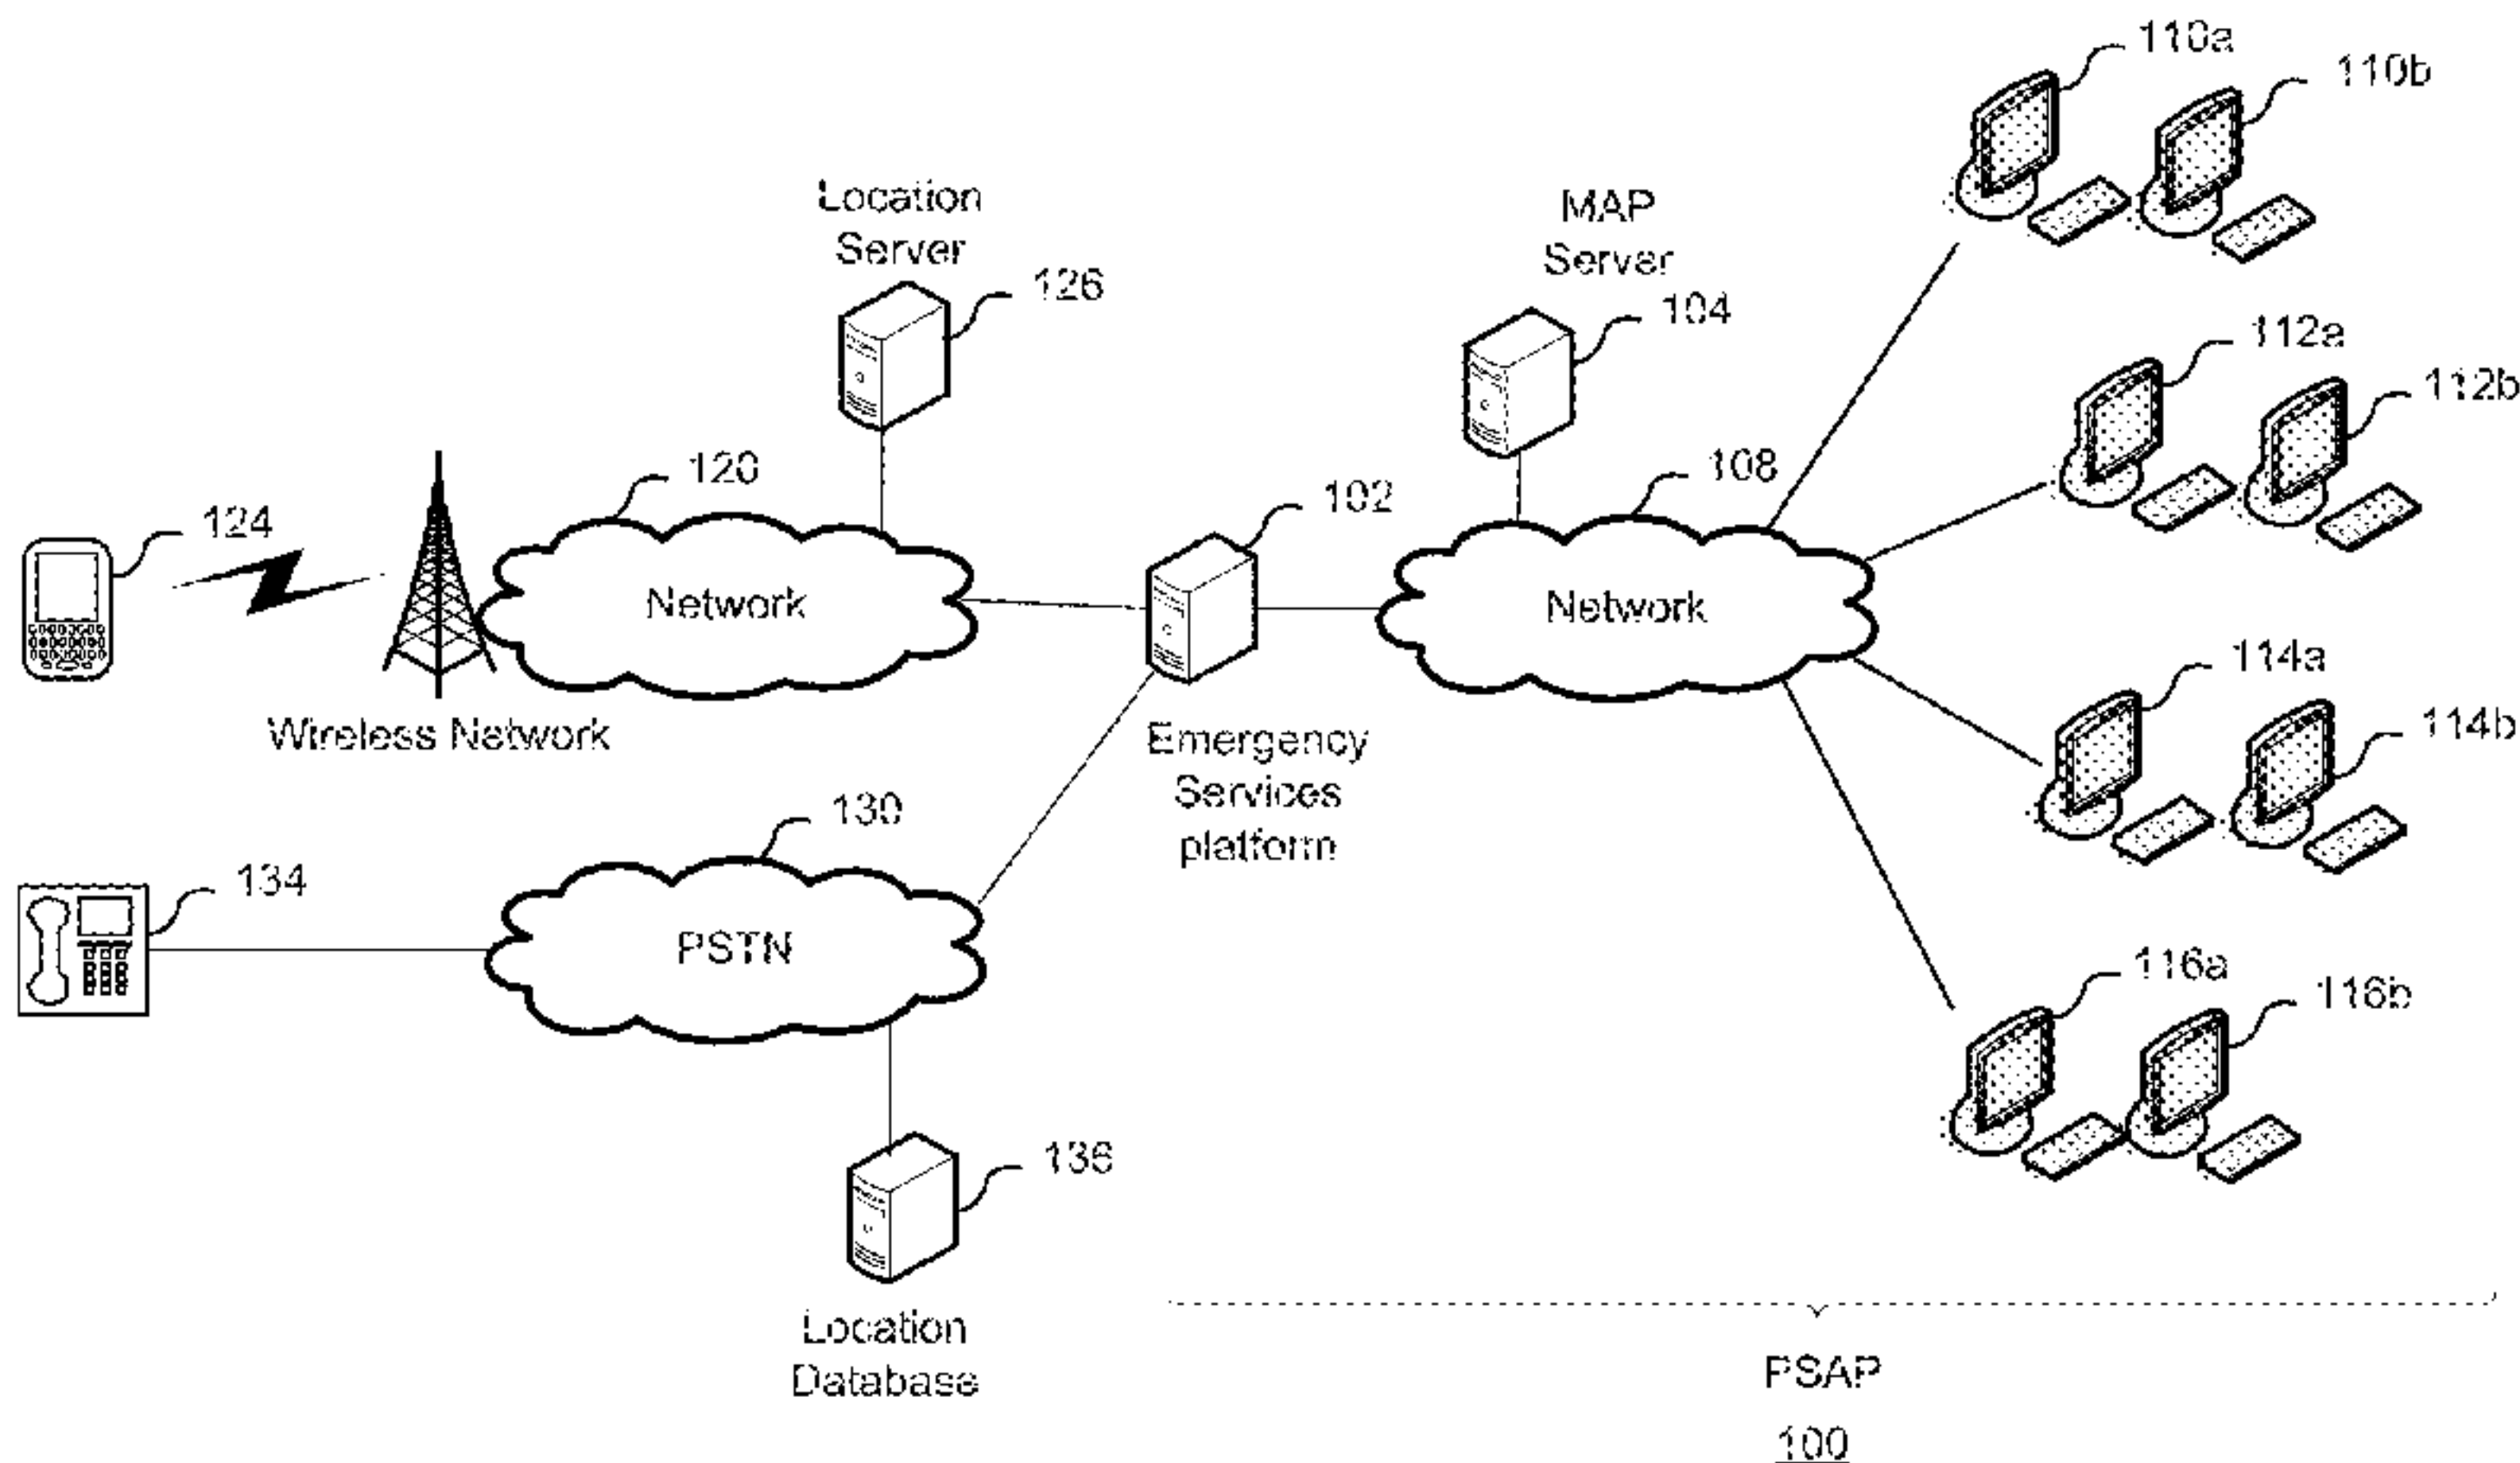 110a
110b
Location
Server
126
MAP
Server
104
112a
112b
120
108
102
124
Network
Network
Wireless Network
114a
114b
Emergency
Services
platform
130
134
PSTN
116a
116b
136
Location
Database
PSAP
100